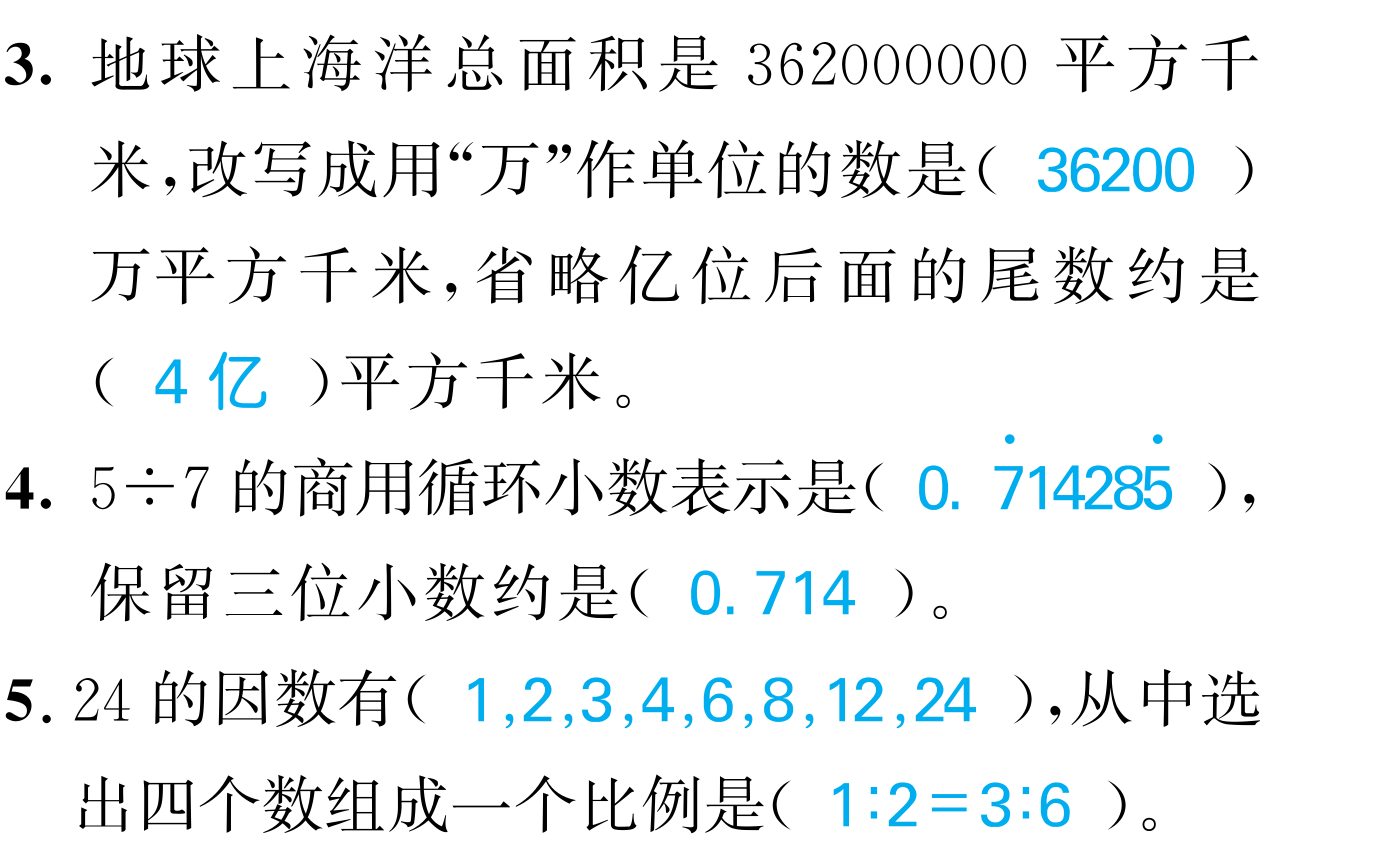 3. 地球上海洋总面积是 362000000 平方千
米,改写成用“万”作单位的数是( 36200 )
万平方千米,省略亿位后面的尾数约是
( 4 亿 )平方千米。
4. 5÷7 的商用循环小数表示是( 0. 7̇14285̇ ),
保留三位小数约是( 0. 714 )。
5. 24 的因数有( 1,2,3,4,6,8,12,24 ),从中选
出四个数组成一个比例是( 1∶2=3∶6 )。